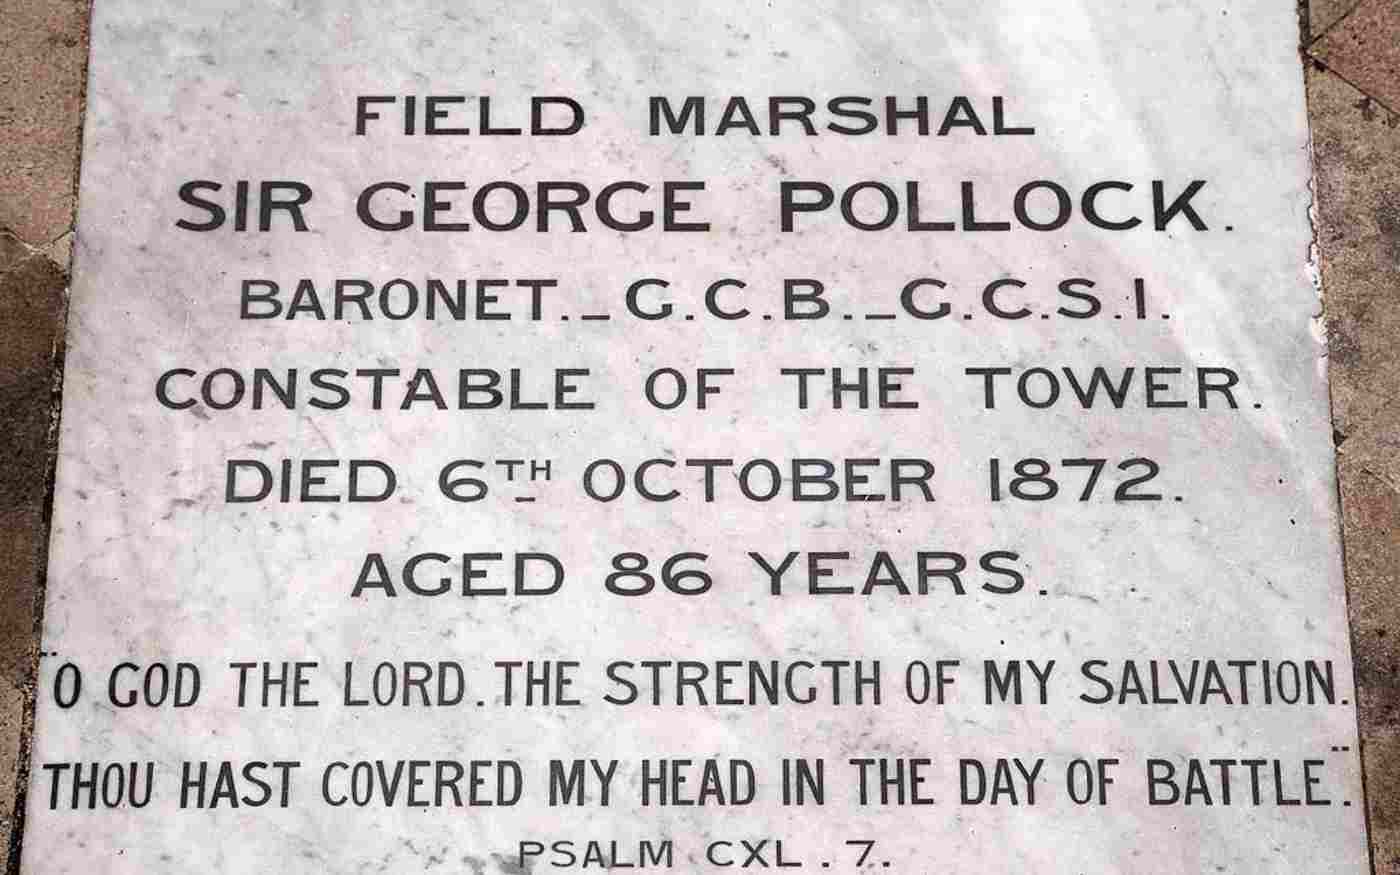 FIELD MARSHAL
SIR GEORGE POLLOCK.
BARONET._G.C.B._G.C.S.I.
CONSTABLE OF THE TOWER.
DIED 6TH OCTOBER 1872.
AGED 86 YEARS.
"O GOD THE LORD. THE STRENGTH OF MY SALVATION.
THOU HAST COVERED MY HEAD IN THE DAY OF BATTLE".
PSALM CXL. 7.